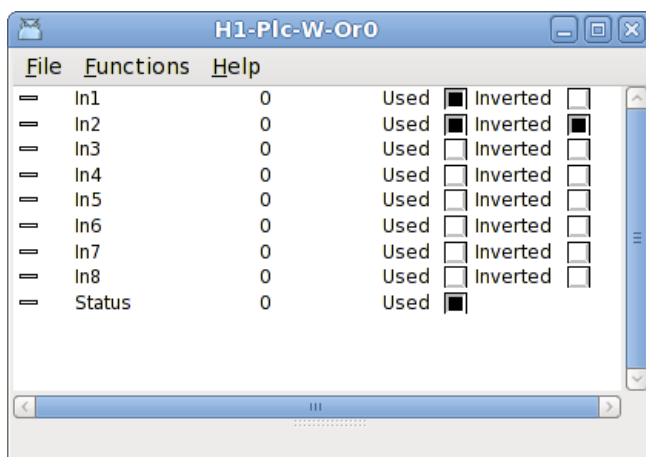 H1-Plc-W-Or0
File Functions Help
In1 0 Used Inverted
In2 0 Used Inverted
In3 0 Used Inverted
In4 0 Used Inverted
In5 0 Used Inverted
In6 0 Used Inverted
In7 0 Used Inverted
In8 0 Used Inverted
Status 0 Used